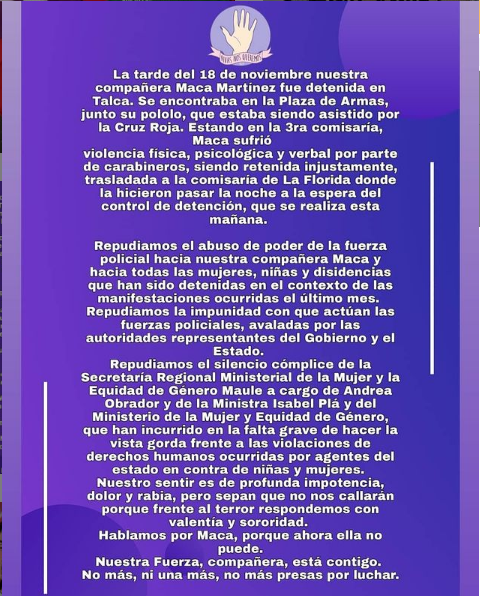 VIVAS NOS QUEREMOS
La tarde del 18 de noviembre nuestra
compañera Maca Martínez fue detenida en
Talca. Se encontraba en la Plaza de Armas,
junto su pololo, que estaba siendo asistido por
la Cruz Roja. Estando en la 3ra comisaría,
Maca sufrió
violencia física, psicológica y verbal por parte
de carabineros, siendo retenida injustamente,
trasladada a la comisaría de La Florida donde
la hicieron pasar la noche a la espera del
control de detención, que se realiza esta
mañana.
Repudiamos el abuso de poder de la fuerza
policial hacia nuestra compañera Maca y
hacia todas las mujeres, niñas y disidencias
que han sido detenidas en el contexto de las
manifestaciones ocurridas el último mes.
Repudiamos la impunidad con que actúan las
fuerzas policiales, avaladas por las
autoridades representantes del Gobierno y el
Estado.
Repudiamos el silencio cómplice de la
Secretaría Regional Ministerial de la Mujer y la
Equidad de Género Maule a cargo de Andrea
Obrador y de la Ministra Isabel Plá y del
Ministerio de la Mujer y Equidad de Género,
que han incurrido en la falta grave de hacer la
vista gorda frente a las violaciones de
derechos humanos ocurridas por agentes del
estado en contra de niñas y mujeres.
Nuestro sentir es de profunda impotencia,
dolor y rabia, pero sepan que no nos callarán
porque frente al terror respondemos con
valentía y sororidad.
Hablamos por Maca, porque ahora ella no
puede.
Nuestra Fuerza, compañera, está contigo.
No más, ni una más, no más presas por luchar.